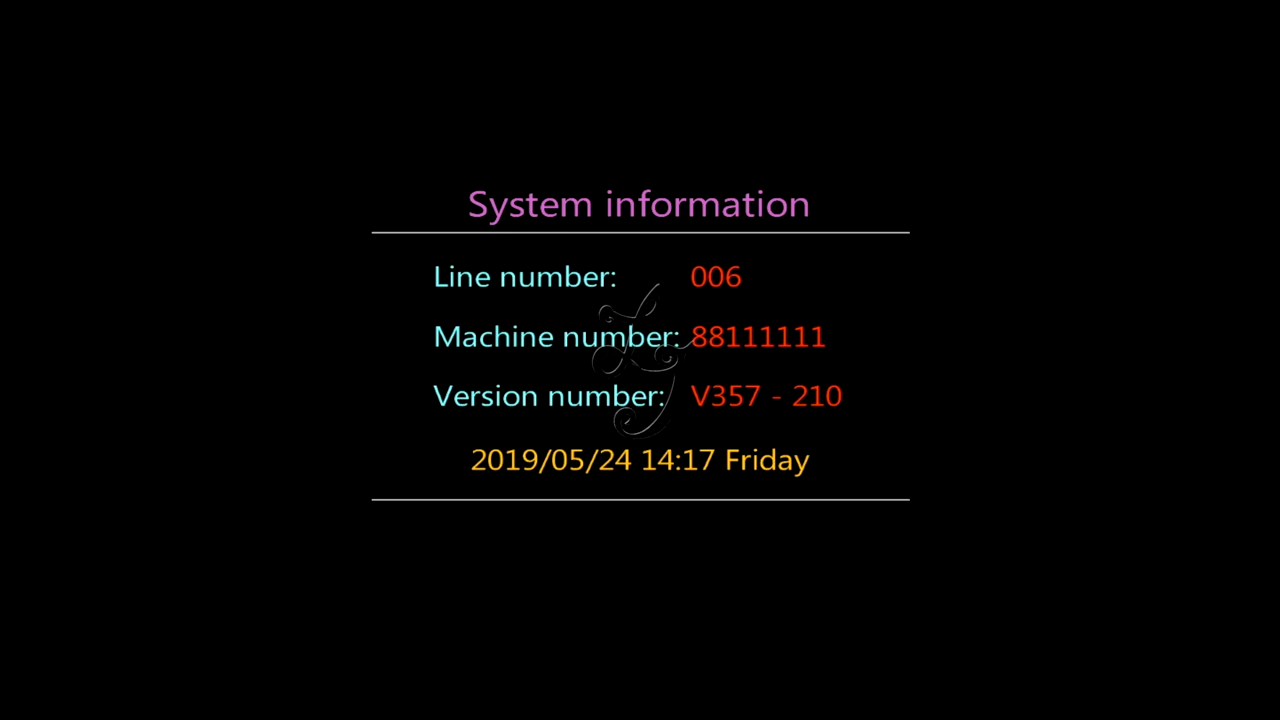 System information
Line number: 006
Machine number: 88111111
Version number: V357 - 210
2019/05/24 14:17 Friday